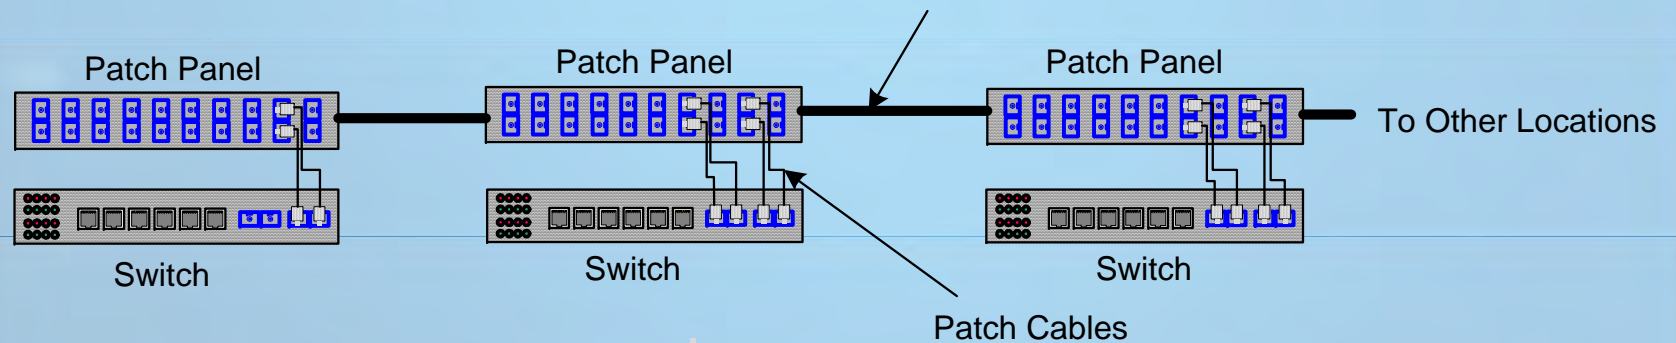 Patch Panel
Patch Panel
Patch Panel
To Other Locations
Switch
Switch
Switch
Patch Cables